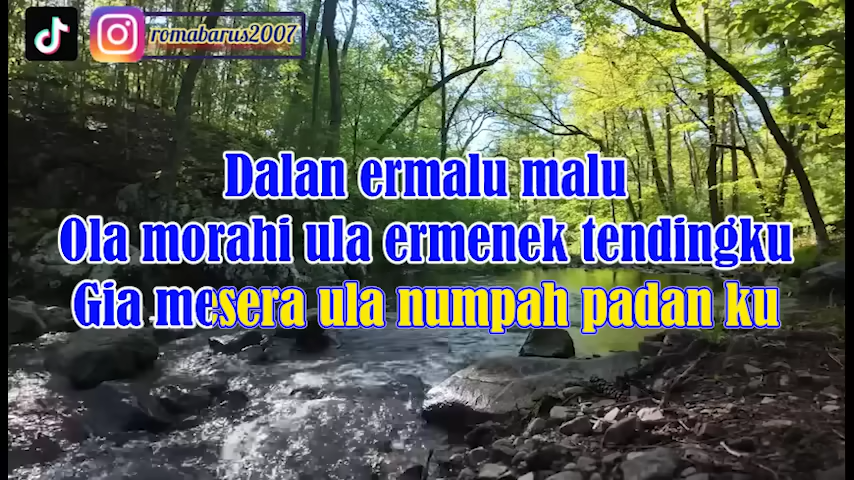 romabarus2007
Dalan ermalu malu
Ola morahi ula ermenek tendingku
Gia mesera ula numpah padan ku